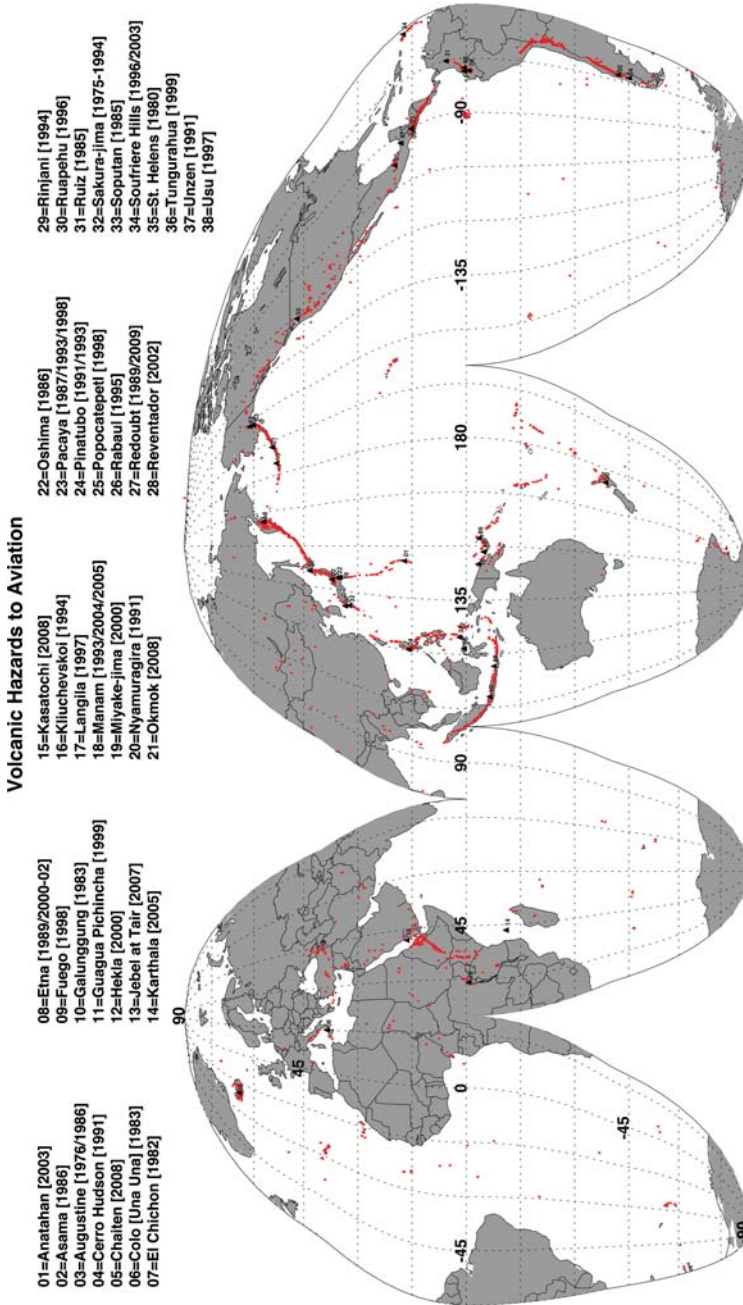 Volcanic Hazards to Aviation
01=Anatahan [2003]
02=Asama [1986]
03=Augustine [1976/1986]
04=Cerro Hudson [1991]
05=Chaiten [2008]
06=Colo [Una Una] [1983]
07=El Chichon [1982]
08=Etna [1989/2000-02]
09=Fuego [1998]
10=Galunggung [1983]
11=Guagua Pichincha [1999]
12=Hekla [2000]
13=Jebel at Tair [2007]
14=Karthala [2005]
15=Kasatochi [2008]
16=Kliuchevskoi [1994]
17=Langila [1997]
18=Manam [1993/2004/2005]
19=Miyake-jima [2000]
20=Nyamuragira [1991]
21=Okmok [2008]
22=Oshima [1986]
23=Pacaya [1987/1993/1998]
24=Pinatubo [1991/1993]
25=Popocatepetl [1998]
26=Rabaul [1995]
27=Redoubt [1989/2009]
28=Reventador [2002]
29=Rinjani [1994]
30=Ruapehu [1996]
31=Ruiz [1985]
32=Sakura-jima [1975-1994]
33=Soputan [1985]
34=Soufriere Hills [1996/2003]
35=St. Helens [1980]
36=Tungurahua [1999]
37=Unzen [1991]
38=Usu [1997]
90
45
-45
0
45
90
135
180
-135
-90
-45
-90
01
14